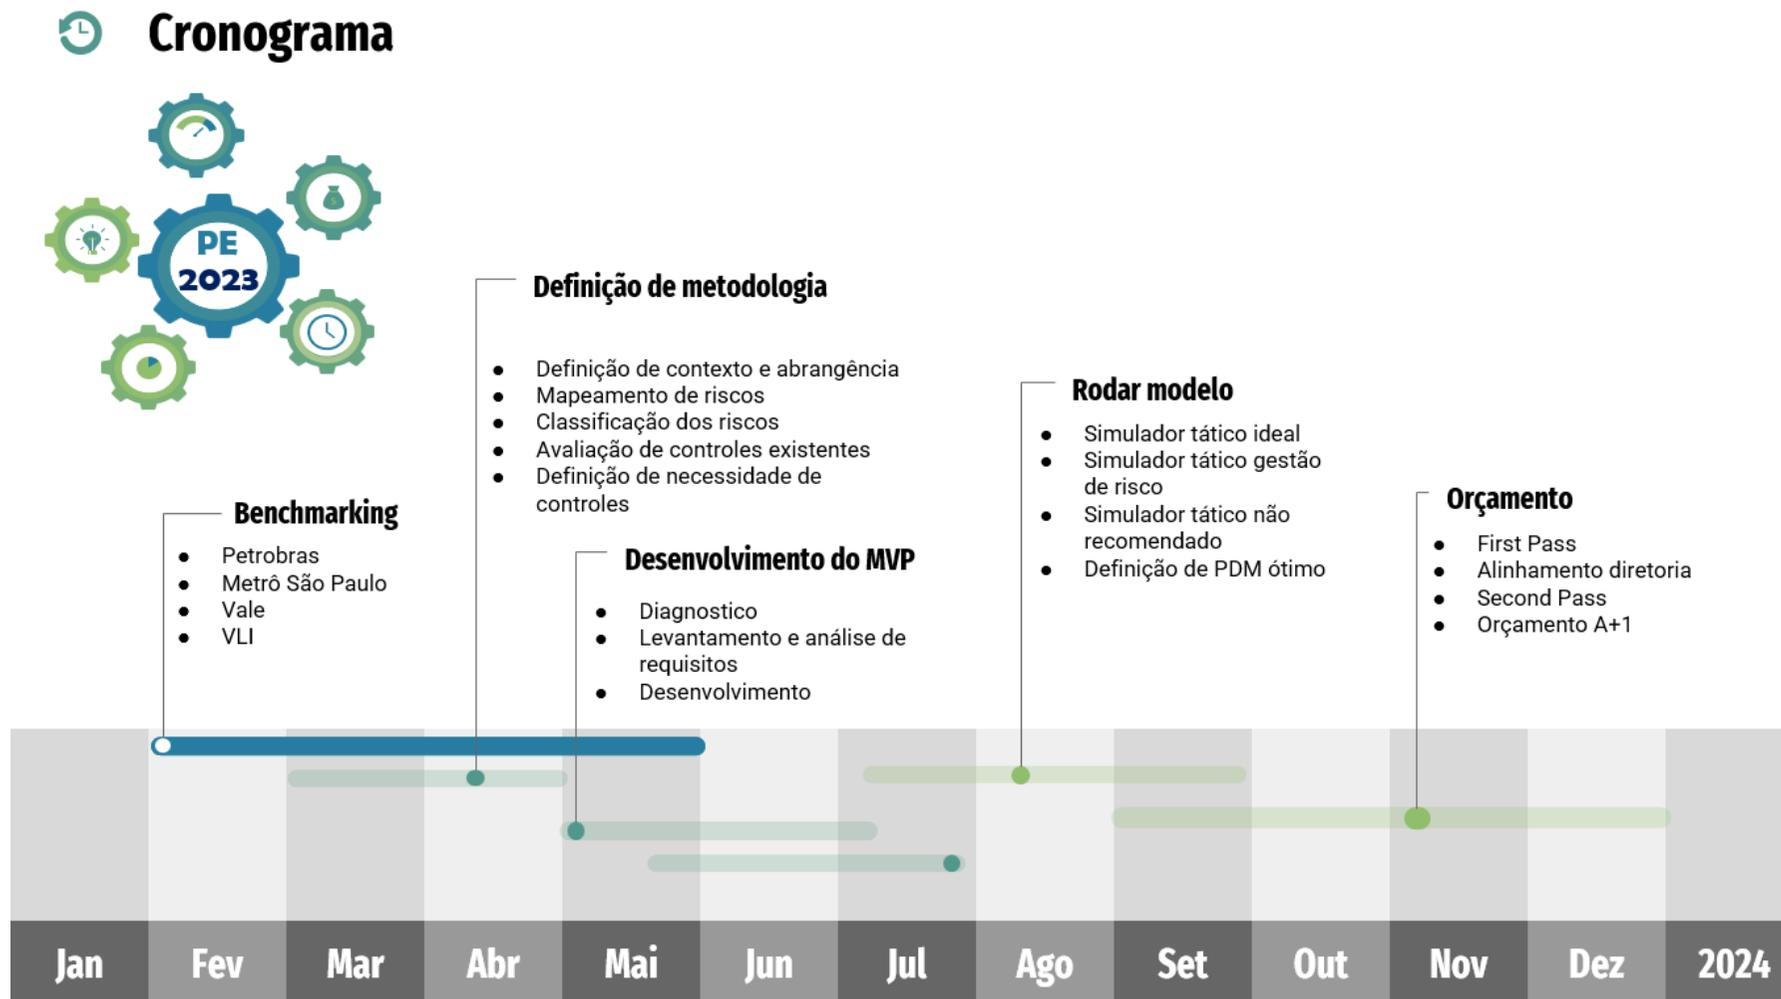 Cronograma
PE
2023
Definição de metodologia
● Definição de contexto e abrangência
● Mapeamento de riscos
● Classificação dos riscos
● Avaliação de controles existentes
● Definição de necessidade de
controles
Rodar modelo
● Simulador tático ideal
● Simulador tático gestão
de risco
● Simulador tático não
recomendado
● Definição de PDM ótimo
Benchmarking
● Petrobras
● Metrô São Paulo
● Vale
● VLI
Desenvolvimento do MVP
● Diagnostico
● Levantamento e análise de
requisitos
● Desenvolvimento
Orçamento
● First Pass
● Alinhamento diretoria
● Second Pass
● Orçamento A+1
Jan Fev Mar Abr Mai Jun Jul Ago Set Out Nov Dez 2024